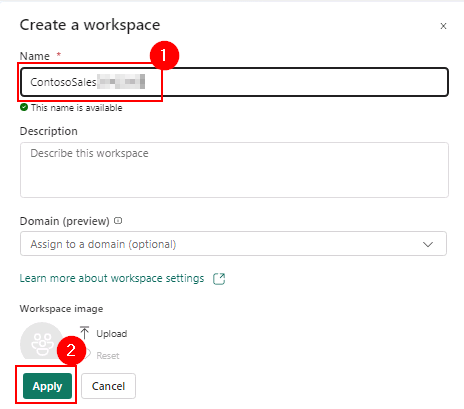 Create a workspace
×
Name *
1
ContosoSales
This name is available
Description
Describe this workspace
Domain (preview)
Assign to a domain (optional)
Learn more about workspace settings
Workspace image
Upload
2
Reset
Apply
Cancel